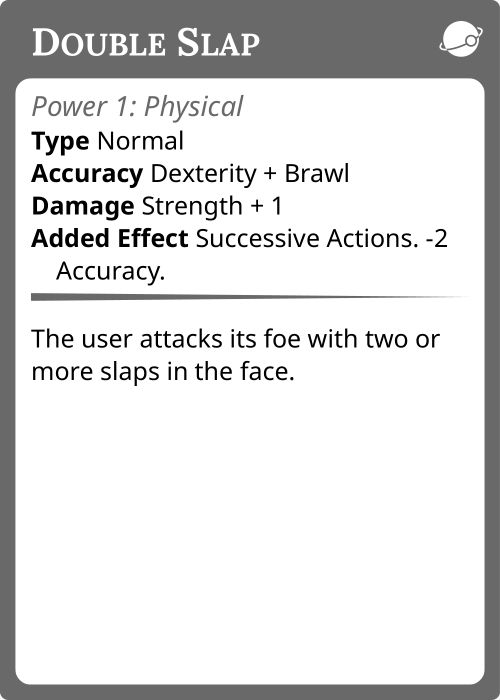 Double Slap
Power 1: Physical
Type Normal
Accuracy Dexterity + Brawl
Damage Strength + 1
Added Effect Successive Actions. -2
Accuracy.
The user attacks its foe with two or
more slaps in the face.